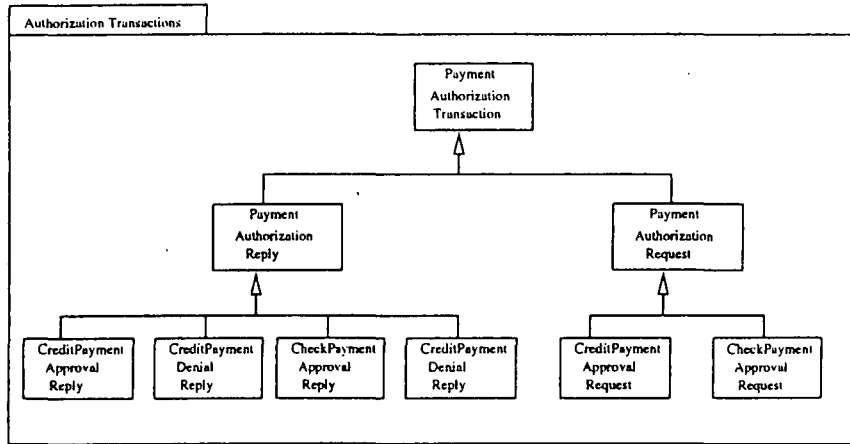 Authorization Transactions
Payment
Authorization
Transaction
Payment
Authorization
Reply
Payment
Authorization
Request
CreditPayment
Approval
Reply
CreditPayment
Denial
Reply
CheckPayment
Approval
Reply
CreditPayment
Denial
Reply
CreditPayment
Approval
Request
CheckPayment
Approval
Request